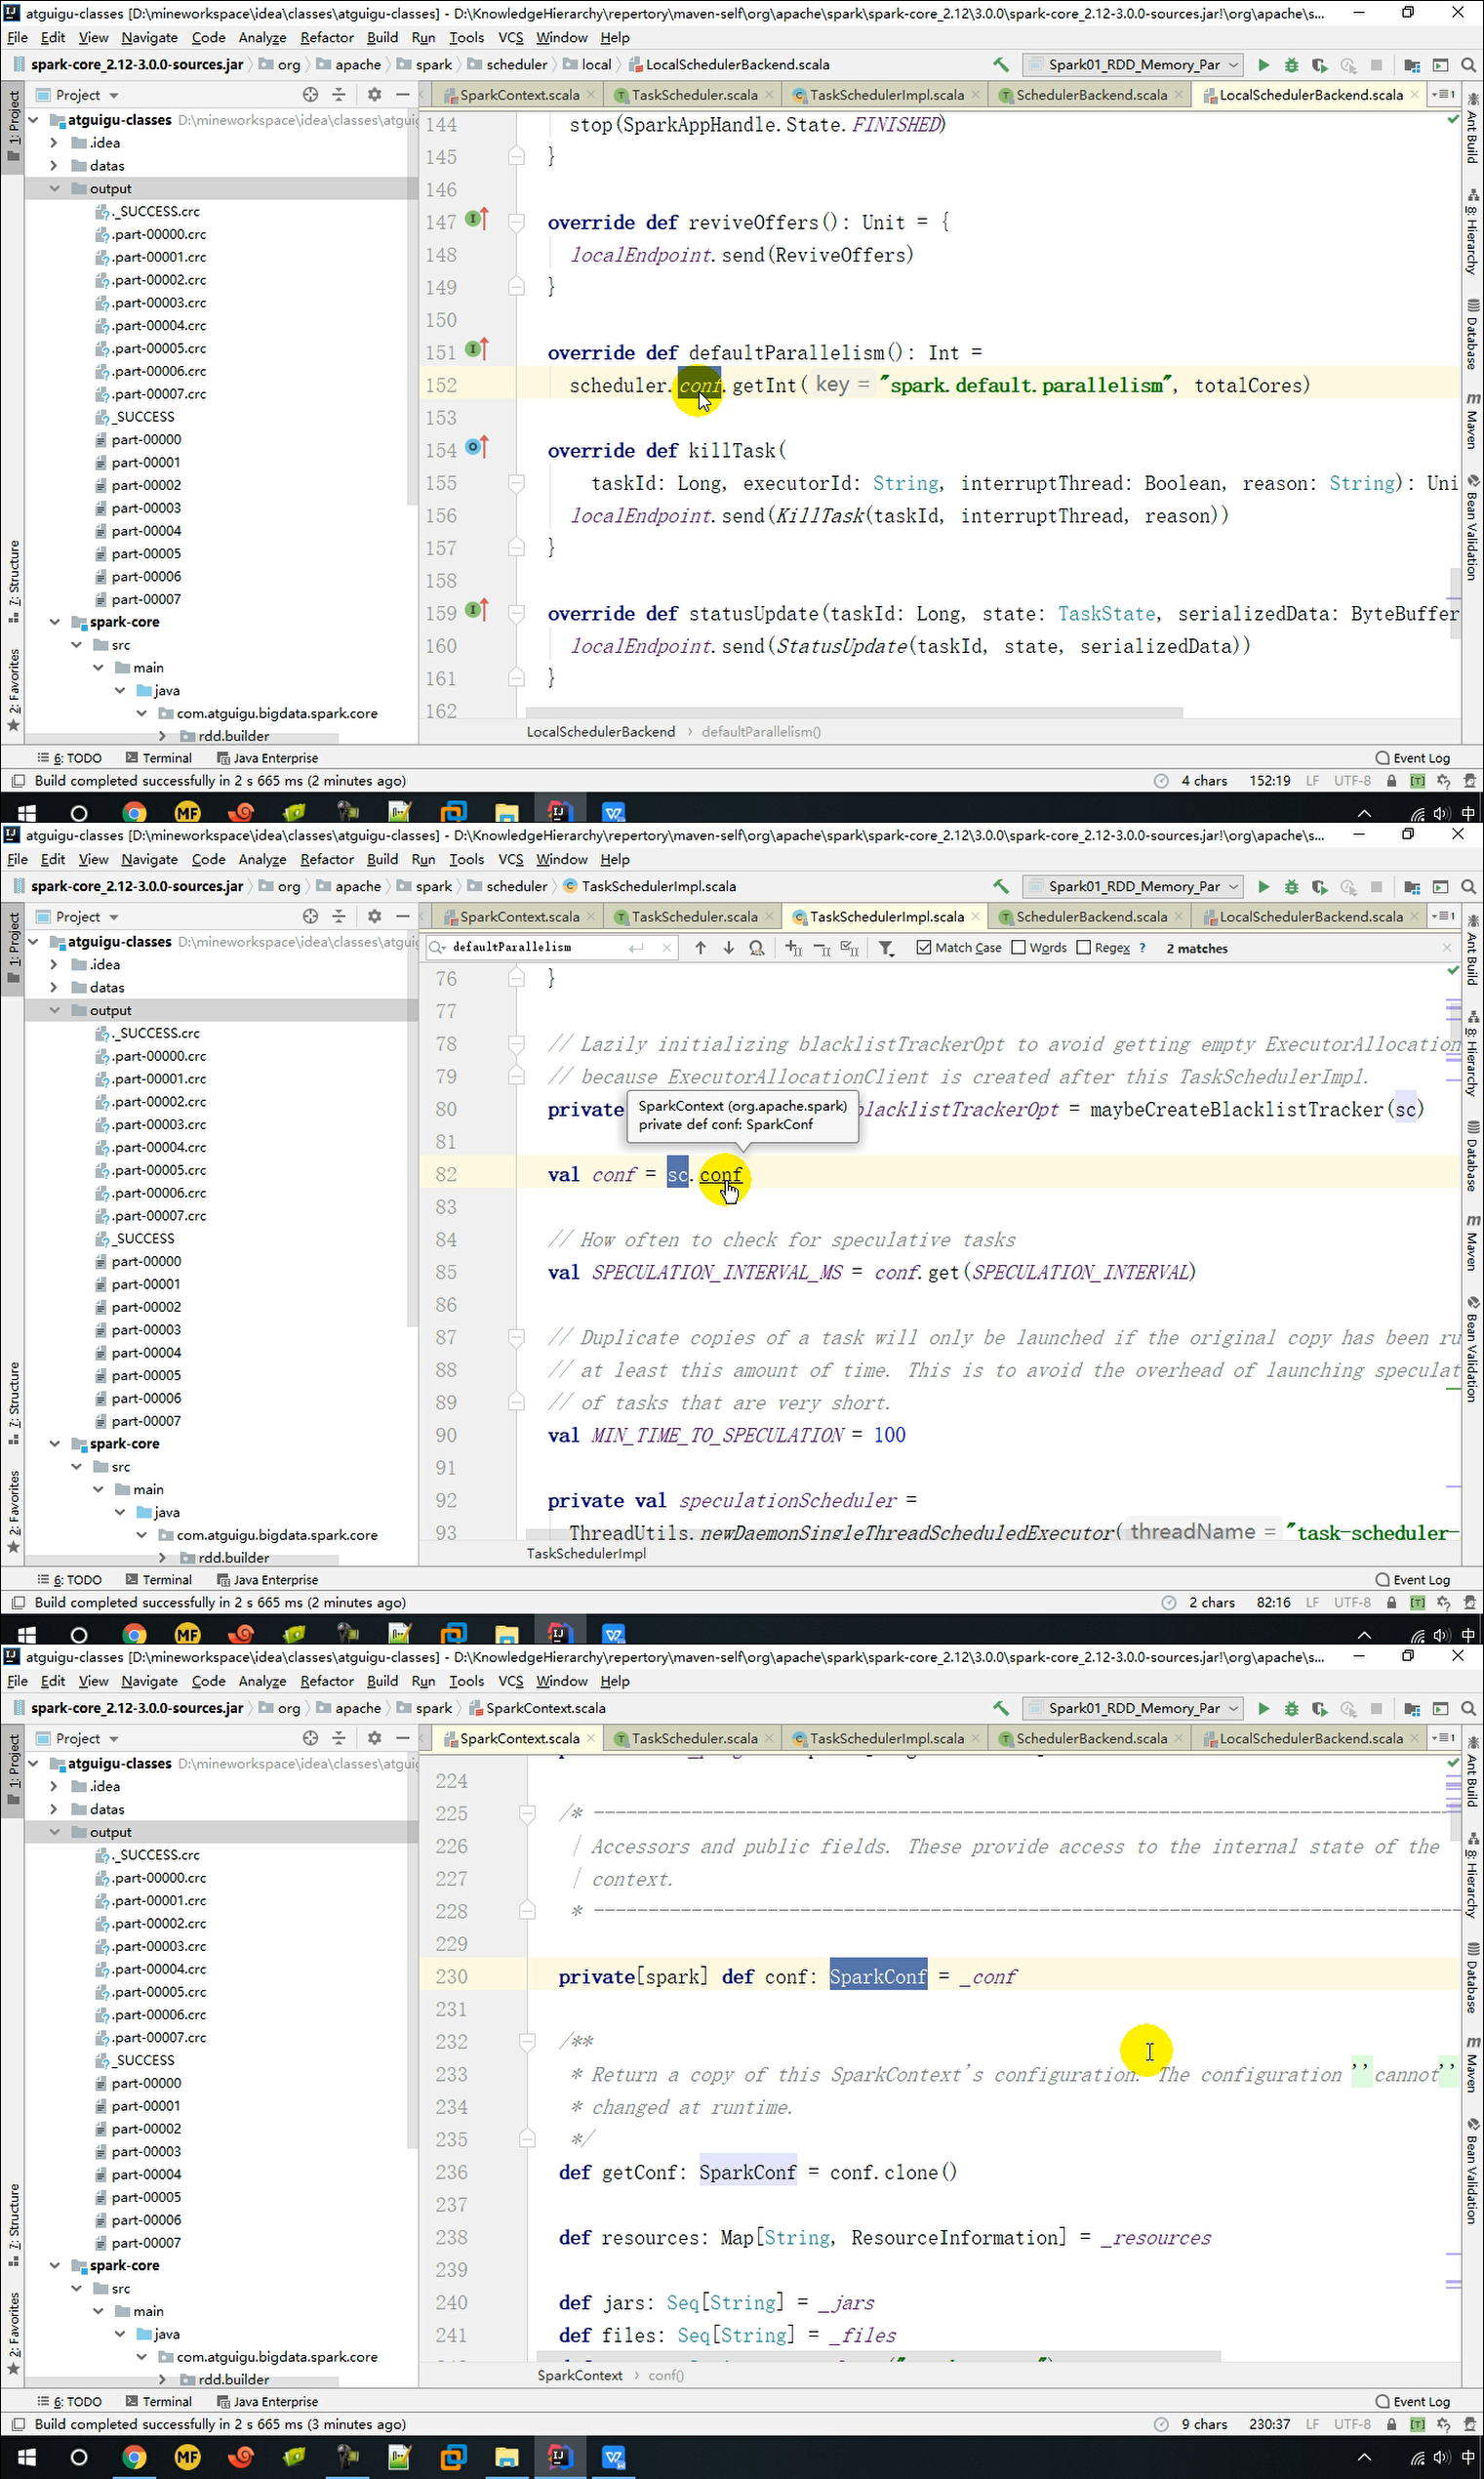 atguigu-classes [D:\mineworkspace\idea\classes\atguigu-classes] - D:\KnowledgeHierarchy\repertory\maven-self\org\apache\spark\spark-core_2.12\3.0.0\spark-core_2.12-3.0.0-sources.jar!\org\apache\s...
File Edit View Navigate Code Analyze Refactor Build Run Tools VCS Window Help
spark-core_2.12-3.0.0-sources.jar org apache spark scheduler local LocalSchedulerBackend.scala Spark01_RDD_Memory_Par
Project SparkContext.scala TaskScheduler.scala TaskSchedulerImpl.scala SchedulerBackend.scala LocalSchedulerBackend.scala
1: Project
7: Structure
2: Favorites
Ant Build
8: Hierarchy
Database
Maven
Bean Validation
atguigu-classes D:\mineworkspace\idea\classes\atguig
.idea
datas
output
._SUCCESS.crc
.part-00000.crc
.part-00001.crc
.part-00002.crc
.part-00003.crc
.part-00004.crc
.part-00005.crc
.part-00006.crc
.part-00007.crc
_SUCCESS
part-00000
part-00001
part-00002
part-00003
part-00004
part-00005
part-00006
part-00007
spark-core
src
main
java
com.atguigu.bigdata.spark.core
rdd.builder
144 stop(SparkAppHandle.State.FINISHED)
145 }
146
147 override def reviveOffers(): Unit = {
148 localEndpoint.send(ReviveOffers)
149 }
150
151 override def defaultParallelism(): Int =
152 scheduler.conf.getInt( key = "spark.default.parallelism", totalCores)
153
154 override def killTask(
155 taskId: Long, executorId: String, interruptThread: Boolean, reason: String): Uni
156 localEndpoint.send(KillTask(taskId, interruptThread, reason))
157 }
158
159 override def statusUpdate(taskId: Long, state: TaskState, serializedData: ByteBuffer
160 localEndpoint.send(StatusUpdate(taskId, state, serializedData))
161 }
162
LocalSchedulerBackend defaultParallelism()
6: TODO Terminal Java Enterprise Event Log
Build completed successfully in 2 s 665 ms (2 minutes ago) 4 chars 152:19 LF UTF-8
中
atguigu-classes [D:\mineworkspace\idea\classes\atguigu-classes] - D:\KnowledgeHierarchy\repertory\maven-self\org\apache\spark\spark-core_2.12\3.0.0\spark-core_2.12-3.0.0-sources.jar!\org\apache\s...
File Edit View Navigate Code Analyze Refactor Build Run Tools VCS Window Help
spark-core_2.12-3.0.0-sources.jar org apache spark scheduler TaskSchedulerImpl.scala Spark01_RDD_Memory_Par
Project SparkContext.scala TaskScheduler.scala TaskSchedulerImpl.scala SchedulerBackend.scala LocalSchedulerBackend.scala
1: Project
7: Structure
2: Favorites
Ant Build
8: Hierarchy
Database
Maven
Bean Validation
atguigu-classes D:\mineworkspace\idea\classes\atguig
.idea
datas
output
._SUCCESS.crc
.part-00000.crc
.part-00001.crc
.part-00002.crc
.part-00003.crc
.part-00004.crc
.part-00005.crc
.part-00006.crc
.part-00007.crc
_SUCCESS
part-00000
part-00001
part-00002
part-00003
part-00004
part-00005
part-00006
part-00007
spark-core
src
main
java
com.atguigu.bigdata.spark.core
rdd.builder
defaultParallelism Match Case Words Regex ? 2 matches
76 }
77
78 // Lazily initializing blacklistTrackerOpt to avoid getting empty ExecutorAllocation
79 // because ExecutorAllocationClient is created after this TaskSchedulerImpl.
SparkContext (org.apache.spark)
private def conf: SparkConf
80 private blacklistTrackerOpt = maybeCreateBlacklistTracker(sc)
81
82 val conf = sc.conf
83
84 // How often to check for speculative tasks
85 val SPECULATION_INTERVAL_MS = conf.get(SPECULATION_INTERVAL)
86
87 // Duplicate copies of a task will only be launched if the original copy has been ru
88 // at least this amount of time. This is to avoid the overhead of launching speculat
89 // of tasks that are very short.
90 val MIN_TIME_TO_SPECULATION = 100
91
92 private val speculationScheduler =
93 ThreadUtils.newDaemonSingleThreadScheduledExecutor( threadName = "task-scheduler-
TaskSchedulerImpl
6: TODO Terminal Java Enterprise Event Log
Build completed successfully in 2 s 665 ms (2 minutes ago) 2 chars 82:16 LF UTF-8
中
atguigu-classes [D:\mineworkspace\idea\classes\atguigu-classes] - D:\KnowledgeHierarchy\repertory\maven-self\org\apache\spark\spark-core_2.12\3.0.0\spark-core_2.12-3.0.0-sources.jar!\org\apache\s...
File Edit View Navigate Code Analyze Refactor Build Run Tools VCS Window Help
spark-core_2.12-3.0.0-sources.jar org apache spark SparkContext.scala Spark01_RDD_Memory_Par
Project SparkContext.scala TaskScheduler.scala TaskSchedulerImpl.scala SchedulerBackend.scala LocalSchedulerBackend.scala
1: Project
7: Structure
2: Favorites
Ant Build
8: Hierarchy
Database
Maven
Bean Validation
atguigu-classes D:\mineworkspace\idea\classes\atguig
.idea
datas
output
._SUCCESS.crc
.part-00000.crc
.part-00001.crc
.part-00002.crc
.part-00003.crc
.part-00004.crc
.part-00005.crc
.part-00006.crc
.part-00007.crc
_SUCCESS
part-00000
part-00001
part-00002
part-00003
part-00004
part-00005
part-00006
part-00007
spark-core
src
main
java
com.atguigu.bigdata.spark.core
rdd.builder
224
225 /* ---
226 | Accessors and public fields. These provide access to the internal state of the
227 | context.
228 * ---
229
230 private[spark] def conf: SparkConf = _conf
231
232 /**
233 * Return a copy of this SparkContext's configuration. The configuration ''cannot''
234 * changed at runtime.
235 */
236 def getConf: SparkConf = conf.clone()
237
238 def resources: Map[String, ResourceInformation] = _resources
239
240 def jars: Seq[String] = _jars
241 def files: Seq[String] = _files
SparkContext conf()
6: TODO Terminal Java Enterprise Event Log
Build completed successfully in 2 s 665 ms (3 minutes ago) 9 chars 230:37 LF UTF-8
中